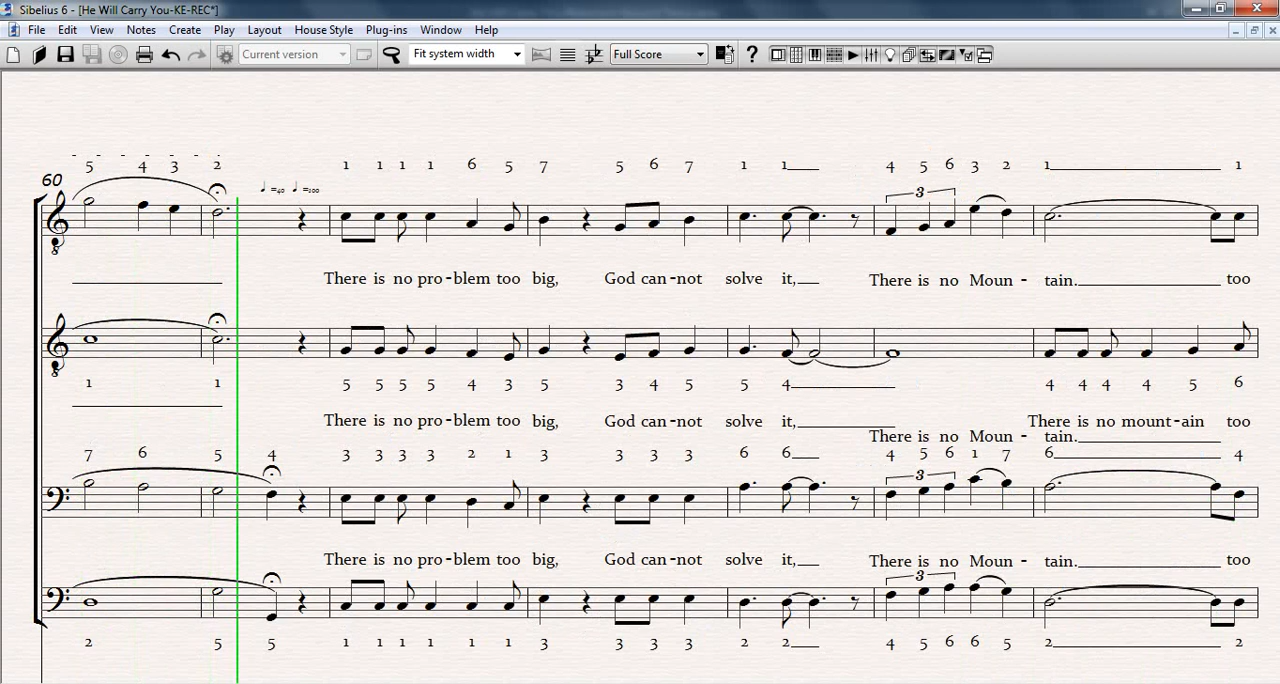 Sibelius 6 - [He Will Carry You-KE-REC*]
File Edit View Notes Create Play Layout House Style Plug-ins Window Help
Current version Fit system width Full Score ?
5 4 3 2 1 1 1 1 6 5 7 5 6 7 1 1 4 5 6 3 2 1 1
60 ♩=40 ♩=100
3
8
There is no pro-blem too big, God can-not solve it, There is no Moun - tain. too
8
1 1 5 5 5 5 4 3 5 3 4 5 5 4 4 4 4 4 5 6
There is no pro-blem too big, God can-not solve it, There is no mount-ain too
There is no Moun - tain.
7 6 5 4 3 3 3 3 2 1 3 3 3 3 6 6 4 5 6 1 7 6 4
3
There is no pro-blem too big, God can-not solve it, There is no Moun - tain. too
3
2 5 5 1 1 1 1 1 1 3 3 3 3 2 2 4 5 6 6 5 2 2